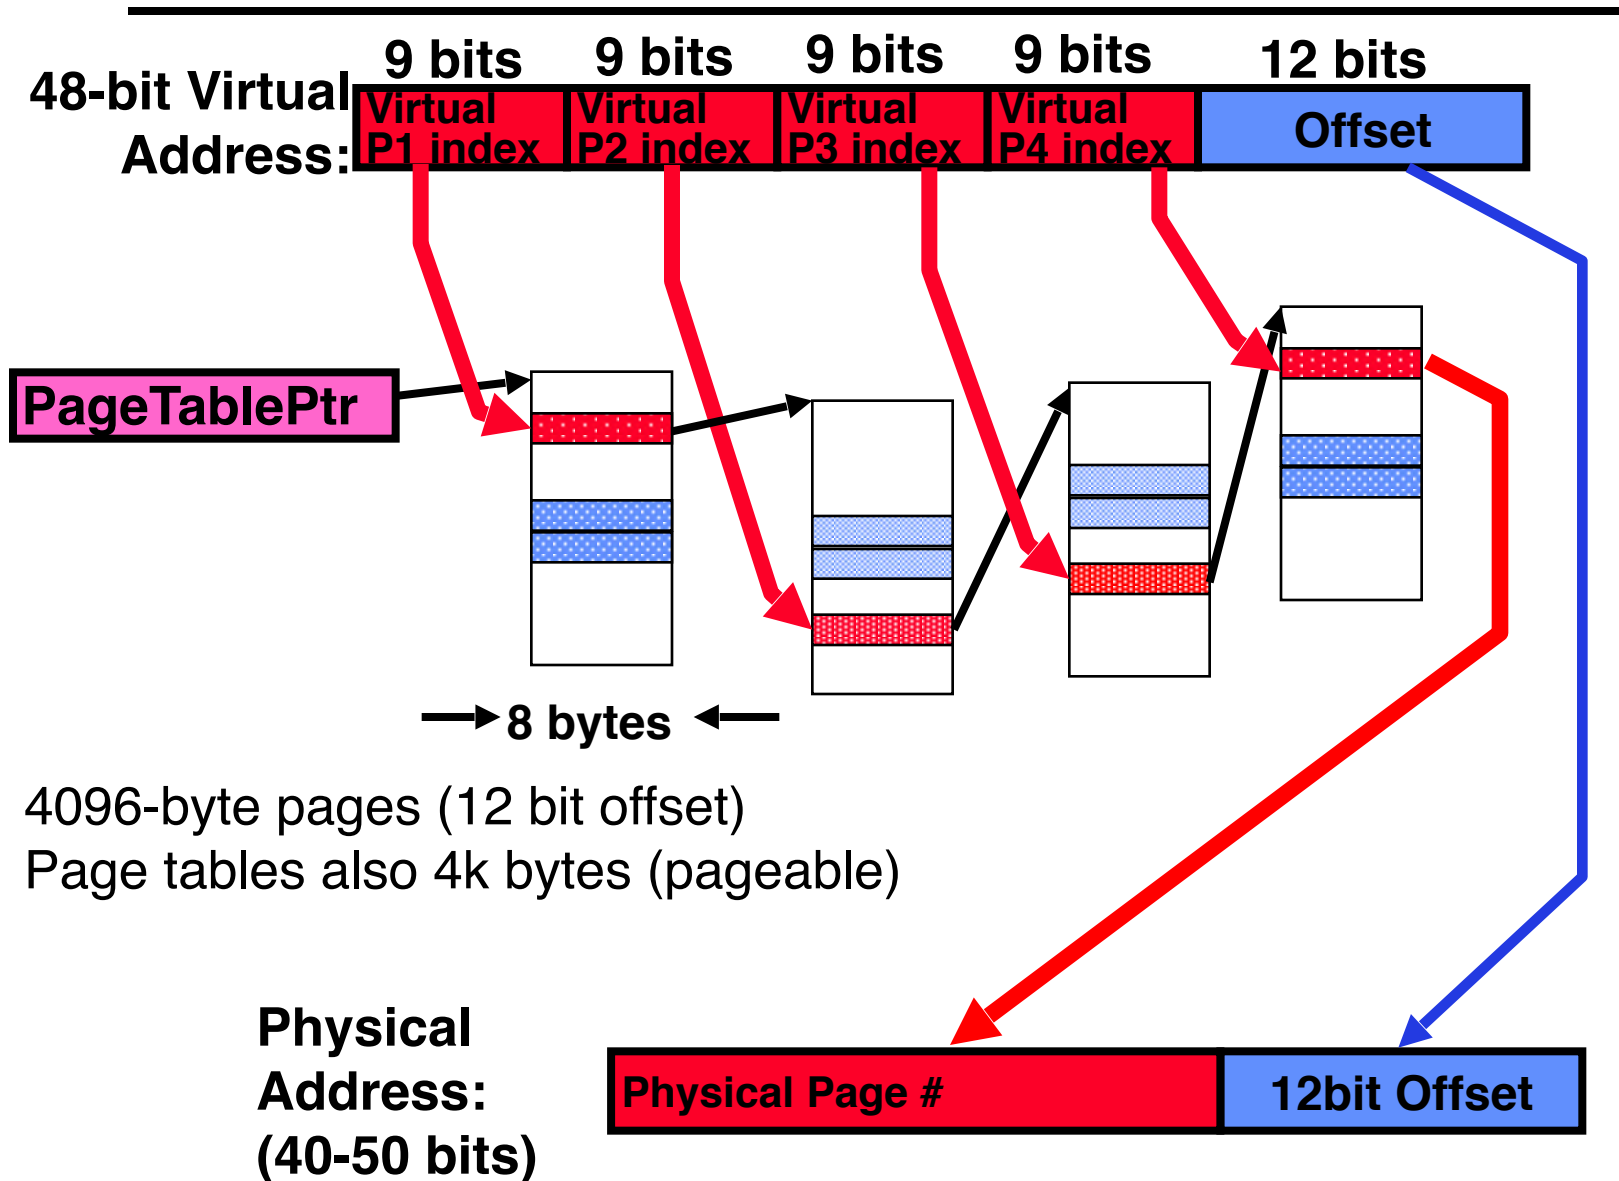 9 bits 9 bits 9 bits 9 bits 12 bits
48-bit Virtual
Address:
Virtual
P1 index
Virtual
P2 index
Virtual
P3 index
Virtual
P4 index
Offset
PageTablePtr
8 bytes
4096-byte pages (12 bit offset)
Page tables also 4k bytes (pageable)
Physical
Address:
(40-50 bits)
Physical Page #
12bit Offset